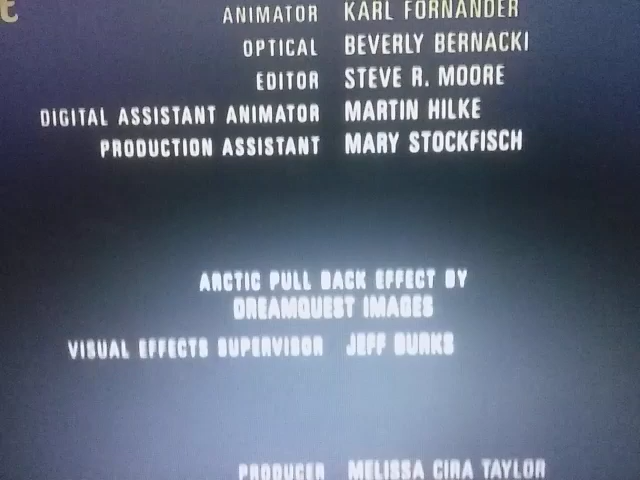 t
ANIMATOR KARL FORNANDER
OPTICAL BEVERLY BERNACKI
EDITOR STEVE R. MOORE
DIGITAL ASSISTANT ANIMATOR MARTIN HILKE
PRODUCTION ASSISTANT MARY STOCKFISCH
ARCTIC PULL BACK EFFECT BY
DREAMQUEST IMAGES
VISUAL EFFECTS SUPERVISOR JEFF BURKS
PRODUCER MELISSA CIRA TAYLOR